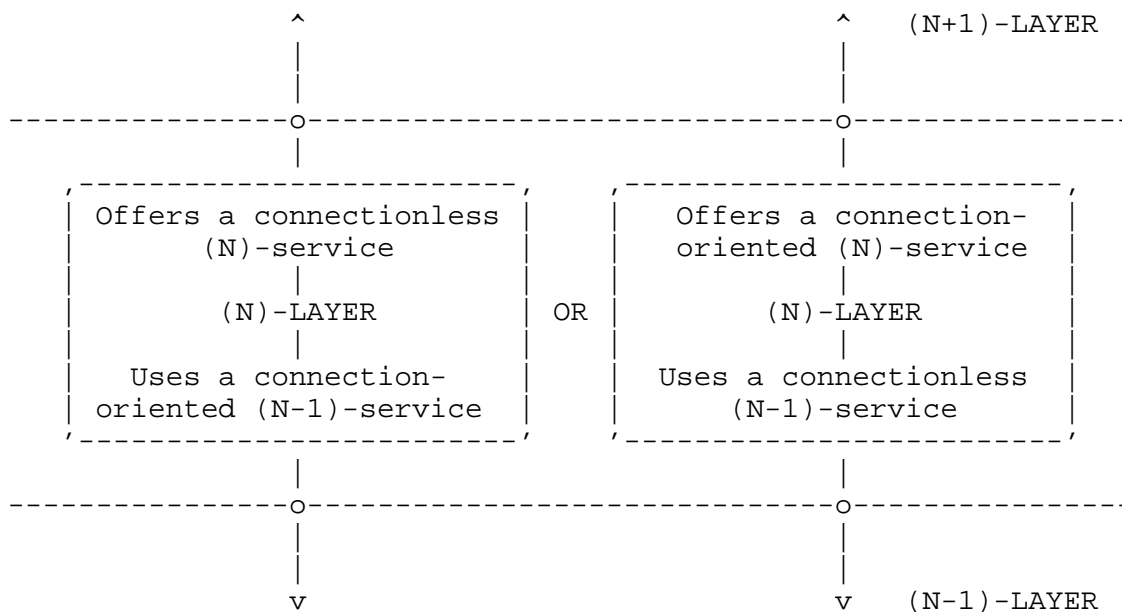 (N+1)-LAYER
Offers a connectionless Offers a connection-
(N)-service oriented (N)-service
(N)-LAYER OR (N)-LAYER
Uses a connection- Uses a connectionless
oriented (N-1)-service (N-1)-service
(N-1)-LAYER